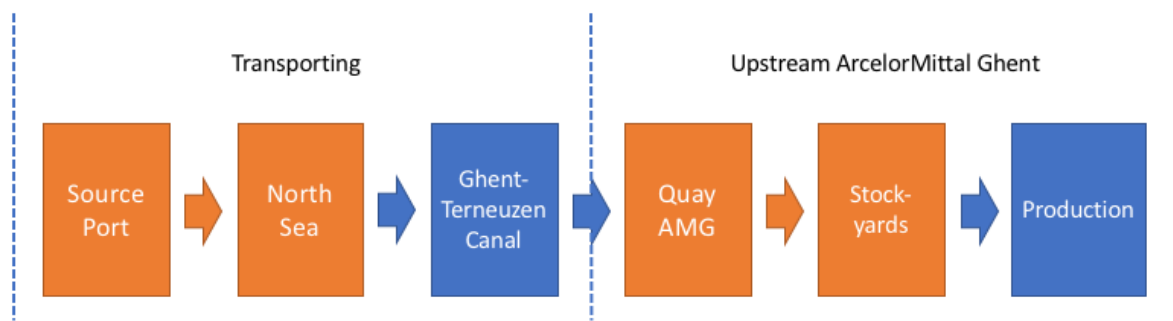 Transporting
Upstream ArcelorMittal Ghent
Source
Port
North
Sea
Ghent-
Terneuzen
Canal
Quay
AMG
Stock-
yards
Production